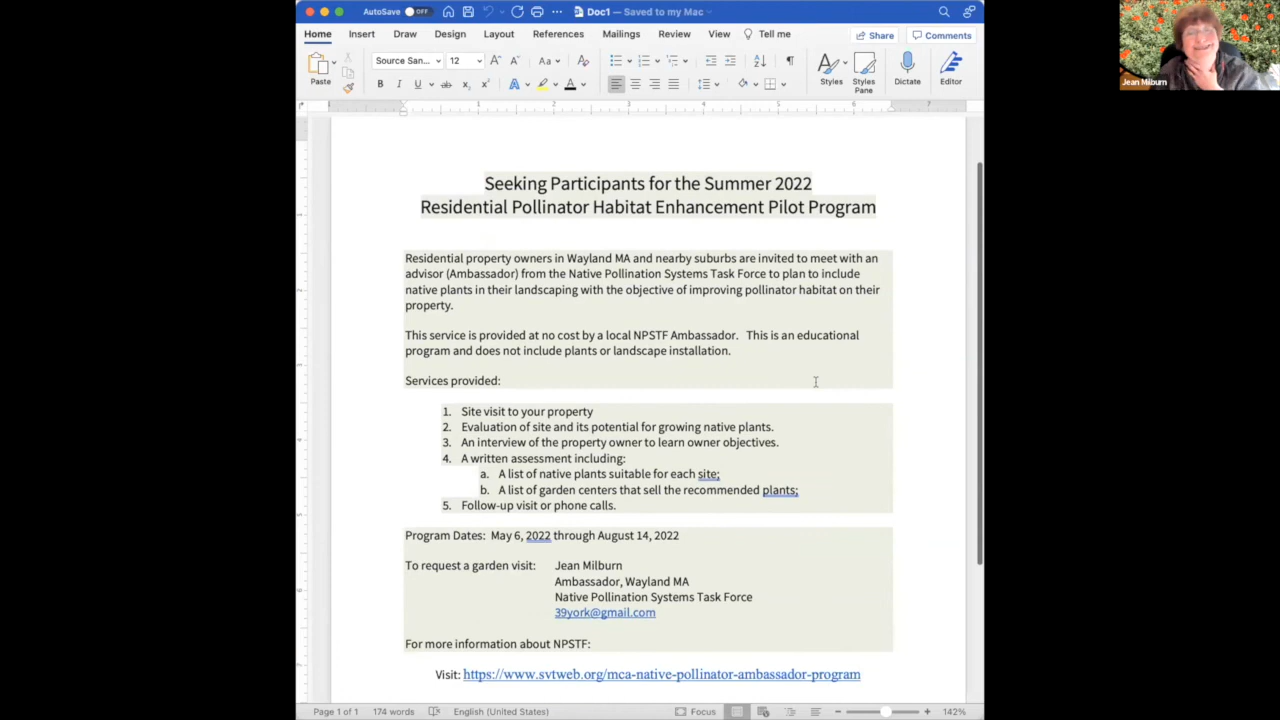 AutoSave OFF
Doc1 — Saved to my Mac
Home Insert Draw Design Layout References Mailings Review View Tell me Share Comments
Paste
Source San... 12
Styles
Styles Pane
Dictate
Editor
Jean Milburn
Seeking Participants for the Summer 2022
Residential Pollinator Habitat Enhancement Pilot Program
Residential property owners in Wayland MA and nearby suburbs are invited to meet with an
advisor (Ambassador) from the Native Pollination Systems Task Force to plan to include
native plants in their landscaping with the objective of improving pollinator habitat on their
property.
This service is provided at no cost by a local NPSTF Ambassador. This is an educational
program and does not include plants or landscape installation.
Services provided:
1. Site visit to your property
2. Evaluation of site and its potential for growing native plants.
3. An interview of the property owner to learn owner objectives.
4. A written assessment including:
a. A list of native plants suitable for each site;
b. A list of garden centers that sell the recommended plants;
5. Follow-up visit or phone calls.
Program Dates: May 6, 2022 through August 14, 2022
To request a garden visit: Jean Milburn
Ambassador, Wayland MA
Native Pollination Systems Task Force
39york@gmail.com
For more information about NPSTF:
Visit: https://www.svtweb.org/mca-native-pollinator-ambassador-program
Page 1 of 1 174 words English (United States) Focus 142%